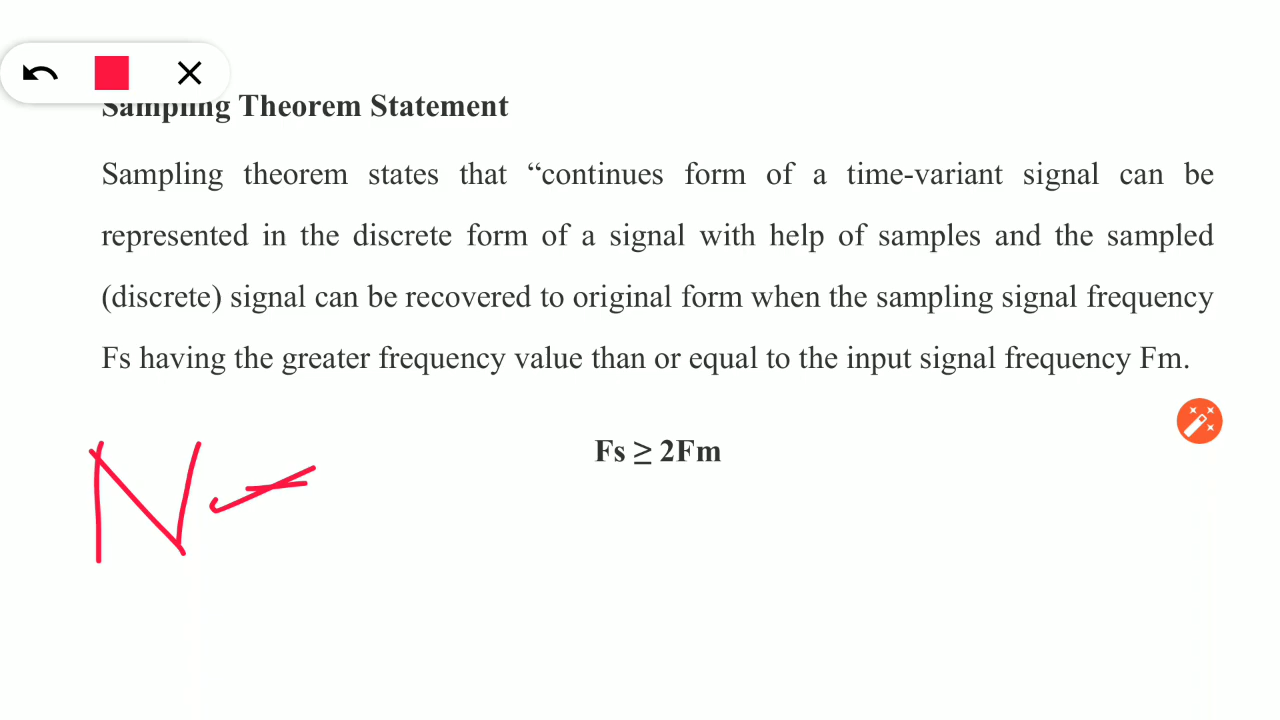 Sampling Theorem Statement
Sampling theorem states that “continues form of a time-variant signal can be
represented in the discrete form of a signal with help of samples and the sampled
(discrete) signal can be recovered to original form when the sampling signal frequency
Fs having the greater frequency value than or equal to the input signal frequency Fm.
Fs ≥ 2Fm
N